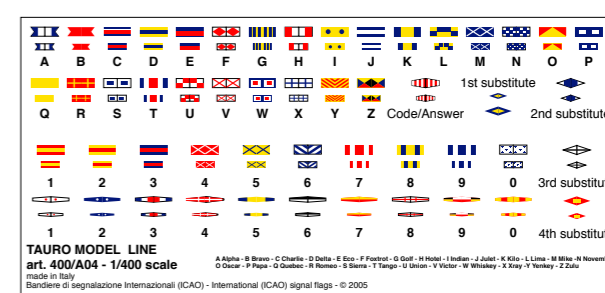 A B C D E F G H I J K L M N O P
1st substitute
Q R S T U V W X Y Z Code/Answer 2nd substitute
1 2 3 4 5 6 7 8 9 0 3rd substitute
1 2 3 4 5 6 7 8 9 0 4th substitute
TAURO MODEL LINE
art. 400/A04 - 1/400 scale
made in Italy
Bandiere di segnalazione Internazionali (ICAO) - International (ICAO) signal flags - © 2005
A Alpha - B Bravo - C Charlie - D Delta - E Eco - F Foxtrot - G Golf - H Hotel - I Indian - J Julet - K Kilo - L Lima - M Mike -N Novemb
O Oscar - P Papa - Q Quebec - R Romeo - S Sierra - T Tango - U Union - V Victor - W Whiskey - X Xray -Y Yenkey - Z Zulu